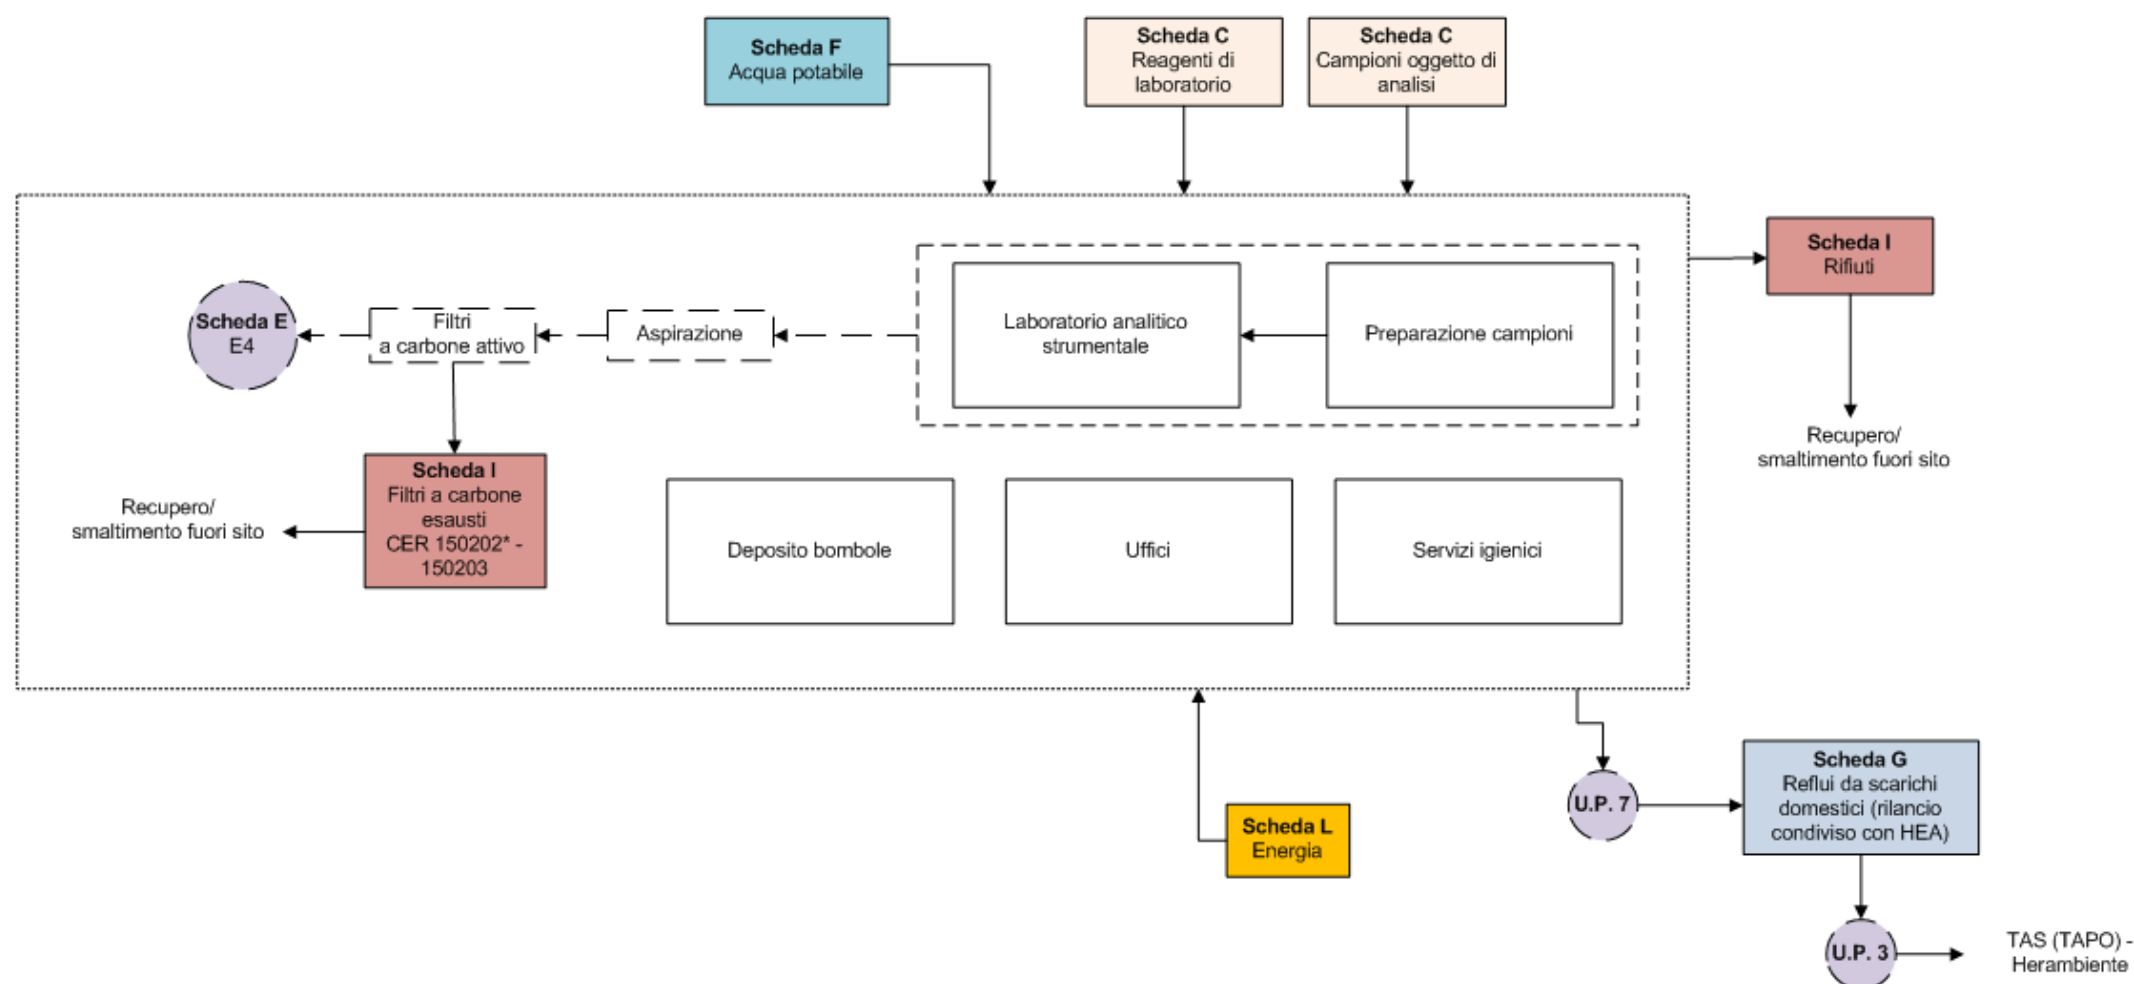 Scheda F
Acqua potabile
Scheda C
Reagenti di
laboratorio
Scheda C
Campioni oggetto di
analisi
Scheda I
Rifiuti
Recupero/
smaltimento fuori sito
Scheda E
E4
Filtri
a carbone attivo
Aspirazione
Laboratorio analitico
strumentale
Preparazione campioni
Scheda I
Filtri a carbone
esausti
CER 150202* -
150203
Recupero/
smaltimento fuori sito
Deposito bombole
Uffici
Servizi igienici
Scheda L
Energia
U.P. 7
Scheda G
Reflui da scarichi
domestici (rilancio
condiviso con HEA)
U.P. 3
TAS (TAPO) -
Herambiente